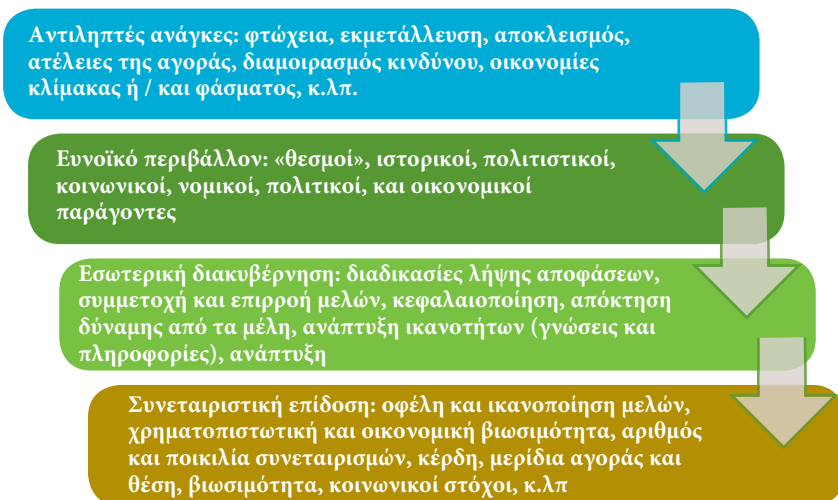 Αντιληπτές ανάγκες: φτώχεια, εκμετάλλευση, αποκλεισμός,
ατέλειες της αγοράς, διαμοιρασμός κινδύνου, οικονομίες
κλίμακας ή / και φάσματος, κ.λπ.
Ευνοϊκό περιβάλλον: «θεσμοί», ιστορικοί, πολιτιστικοί,
κοινωνικοί, νομικοί, πολιτικοί, και οικονομικοί
παράγοντες
Εσωτερική διακυβέρνηση: διαδικασίες λήψης αποφάσεων,
συμμετοχή και επιρροή μελών, κεφαλαιοποίηση, απόκτηση
δύναμης από τα μέλη, ανάπτυξη ικανοτήτων (γνώσεις και
πληροφορίες), ανάπτυξη
Συνεταιριστική επίδοση: οφέλη και ικανοποίηση μελών,
χρηματοπιστωτική και οικονομική βιωσιμότητα, αριθμός
και ποικιλία συνεταιρισμών, κέρδη, μερίδια αγοράς και
θέση, βιωσιμότητα, κοινωνικοί στόχοι, κ.λπ